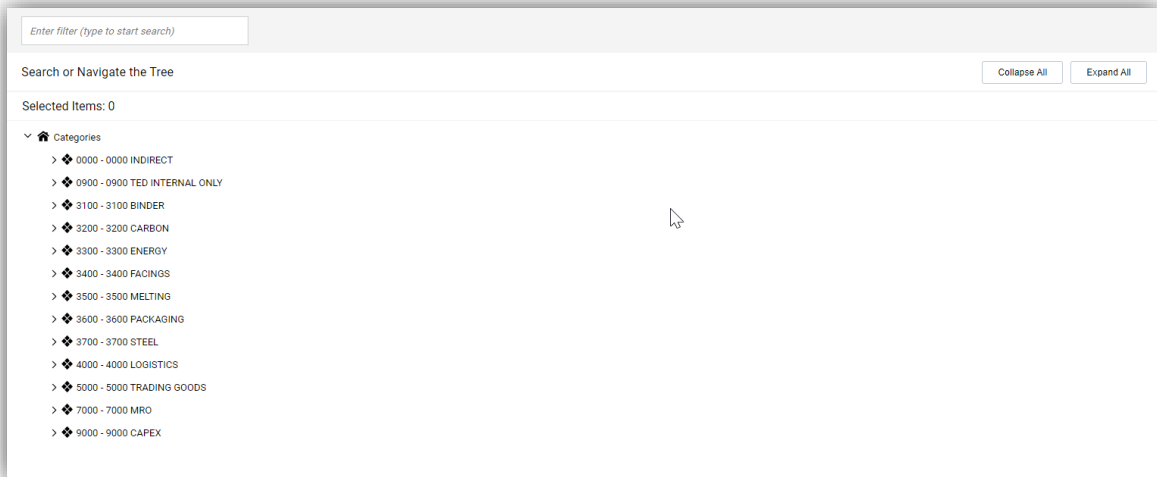 Enter filter (type to start search)
Search or Navigate the Tree
Collapse All
Expand All
Selected Items: 0
Categories
0000 - 0000 INDIRECT
0900 - 0900 TED INTERNAL ONLY
3100 - 3100 BINDER
3200 - 3200 CARBON
3300 - 3300 ENERGY
3400 - 3400 FACINGS
3500 - 3500 MELTING
3600 - 3600 PACKAGING
3700 - 3700 STEEL
4000 - 4000 LOGISTICS
5000 - 5000 TRADING GOODS
7000 - 7000 MRO
9000 - 9000 CAPEX